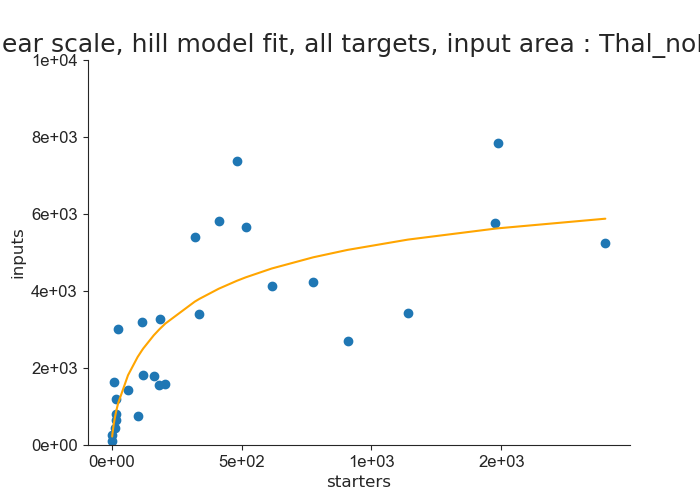 ear scale, hill model fit, all targets, input area : Thal_nol
1e+04
8e+03
6e+03
4e+03
2e+03
0e+00
inputs
0e+00 5e+02 1e+03 2e+03
starters